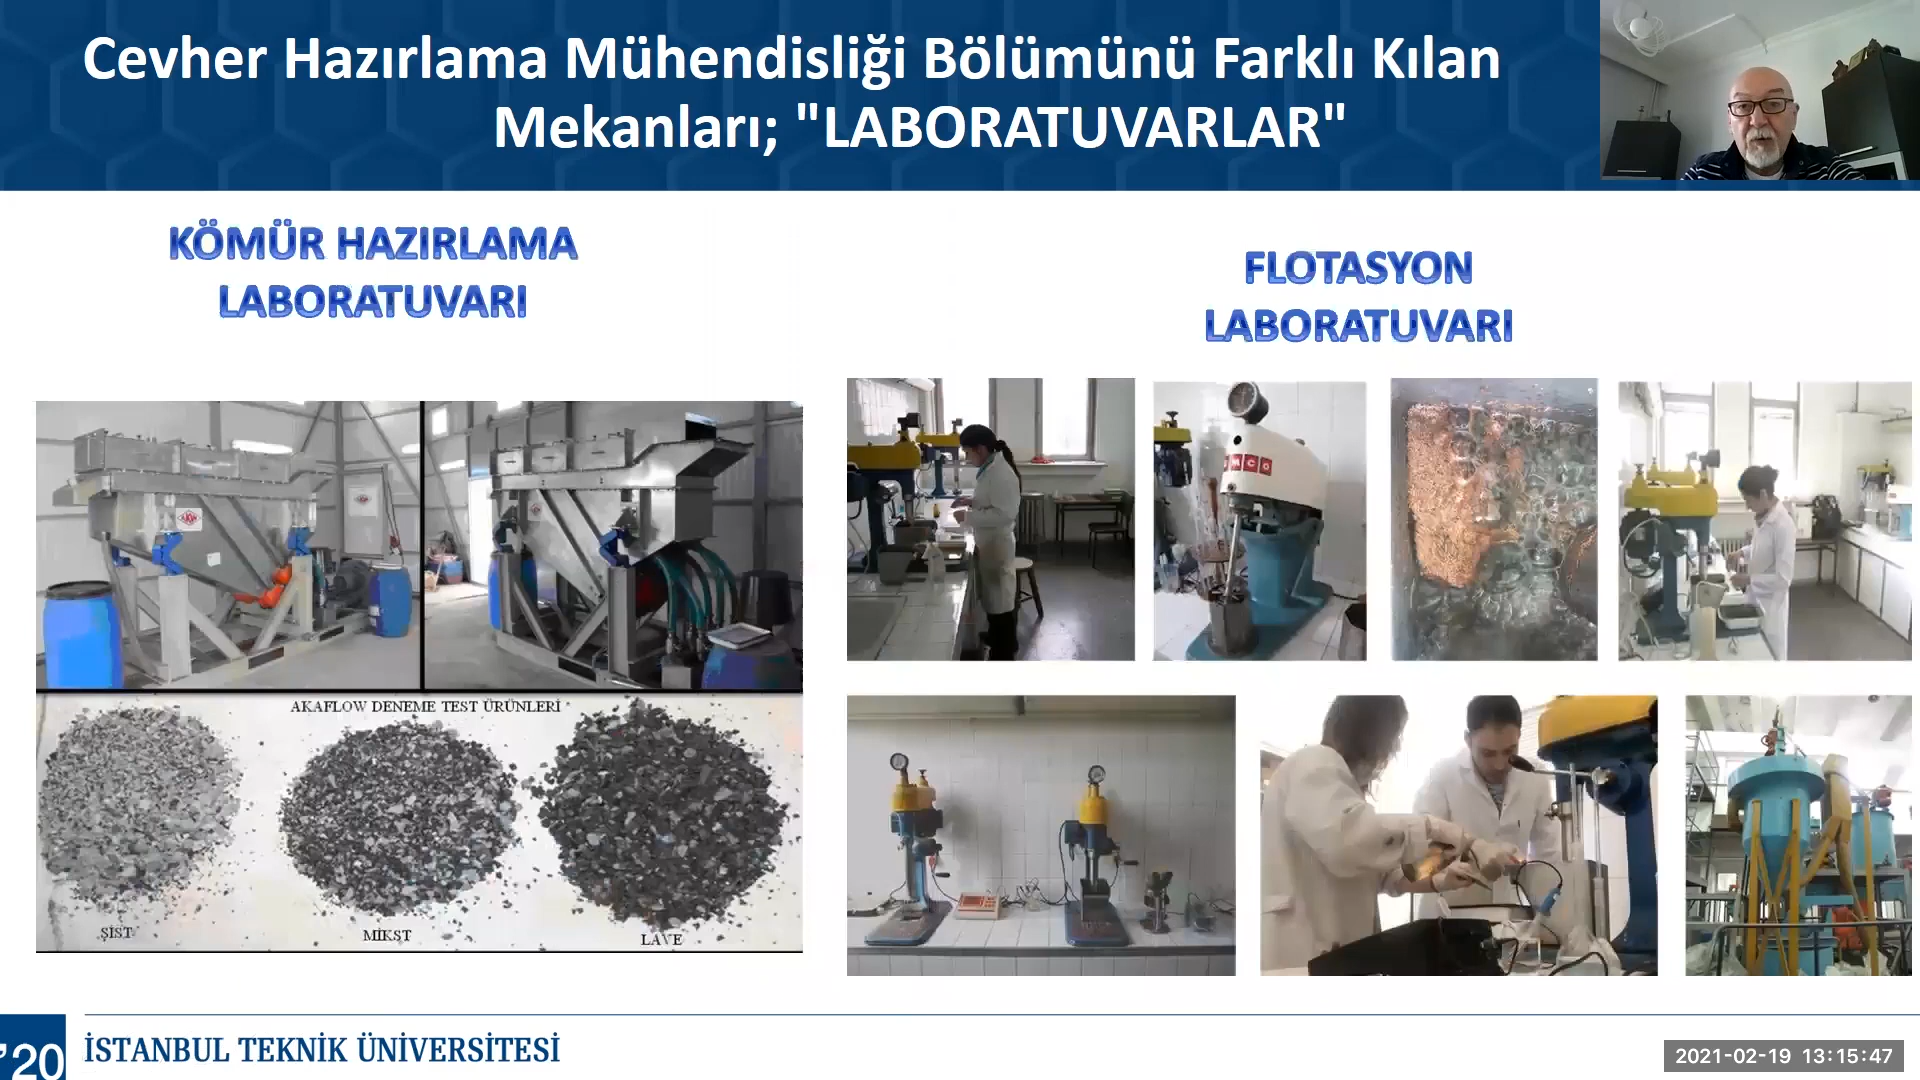 Cevher Hazırlama Mühendisliği Bölümünü Farklı Kılan
Mekanları; "LABORATUVARLAR"
KÖMÜR HAZIRLAMA
LABORATUVARI
FLOTASYON
LABORATUVARI
AKAFLOW DENEME TEST ÜRÜNLERİ
ŞİST
MİKST
LAVE
'20
İSTANBUL TEKNİK ÜNİVERSİTESİ
2021-02-19 13:15:47